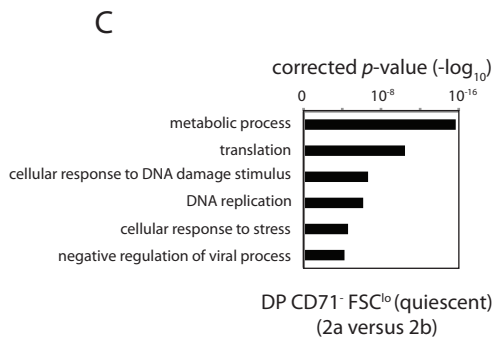 C
corrected p-value (-log₁₀)
0 10⁻⁸ 10⁻¹⁶
metabolic process
translation
cellular response to DNA damage stimulus
DNA replication
cellular response to stress
negative regulation of viral process
DP CD71⁻ FSCˡᵒ (quiescent)
(2a versus 2b)